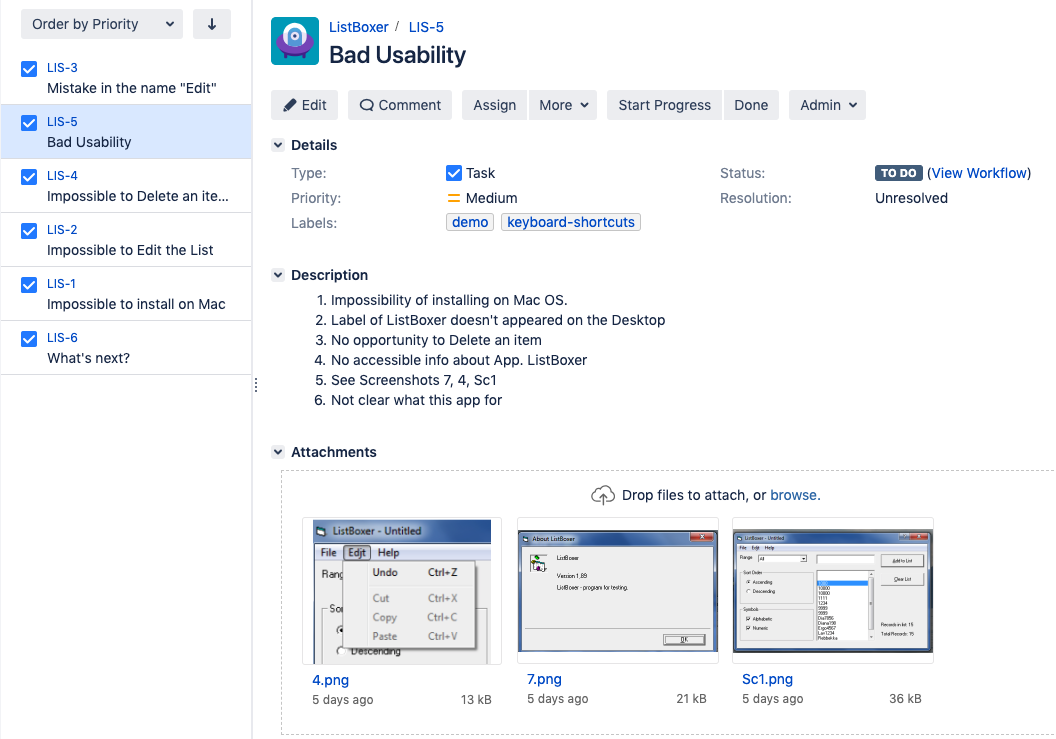 Order by Priority
LIS-3
Mistake in the name "Edit"
LIS-5
Bad Usability
LIS-4
Impossible to Delete an ite...
LIS-2
Impossible to Edit the List
LIS-1
Impossible to install on Mac
LIS-6
What's next?
ListBoxer / LIS-5
Bad Usability
Edit Comment Assign More Start Progress Done Admin
Details
Type: Task Status: TO DO (View Workflow)
Priority: Medium Resolution: Unresolved
Labels: demo keyboard-shortcuts
Description
1. Impossibility of installing on Mac OS.
2. Label of ListBoxer doesn't appeared on the Desktop
3. No opportunity to Delete an item
4. No accessible info about App. ListBoxer
5. See Screenshots 7, 4, Sc1
6. Not clear what this app for
Attachments
Drop files to attach, or browse.
ListBoxer - Untitled
File Edjt Help
Rang
Undo Ctrl+Z
So
Cut Ctrl+X
Copy Ctrl+C
Paste Ctrl+V
Descending
About ListBoxer
ListBoxer
Version 1,89
ListBoxer - program for testing.
OK
ListBoxer - Untitled
File Edjt Help
Range All Add to List
Sort Order Clear List
Ascending
Descending
10000
10000
1111
1234
9999
9999
Symbols
Alphabetic
Numeric
Records in list: 15
Total Records: 15
4.png
5 days ago 13 kB
7.png
5 days ago 21 kB
Sc1.png
5 days ago 36 kB